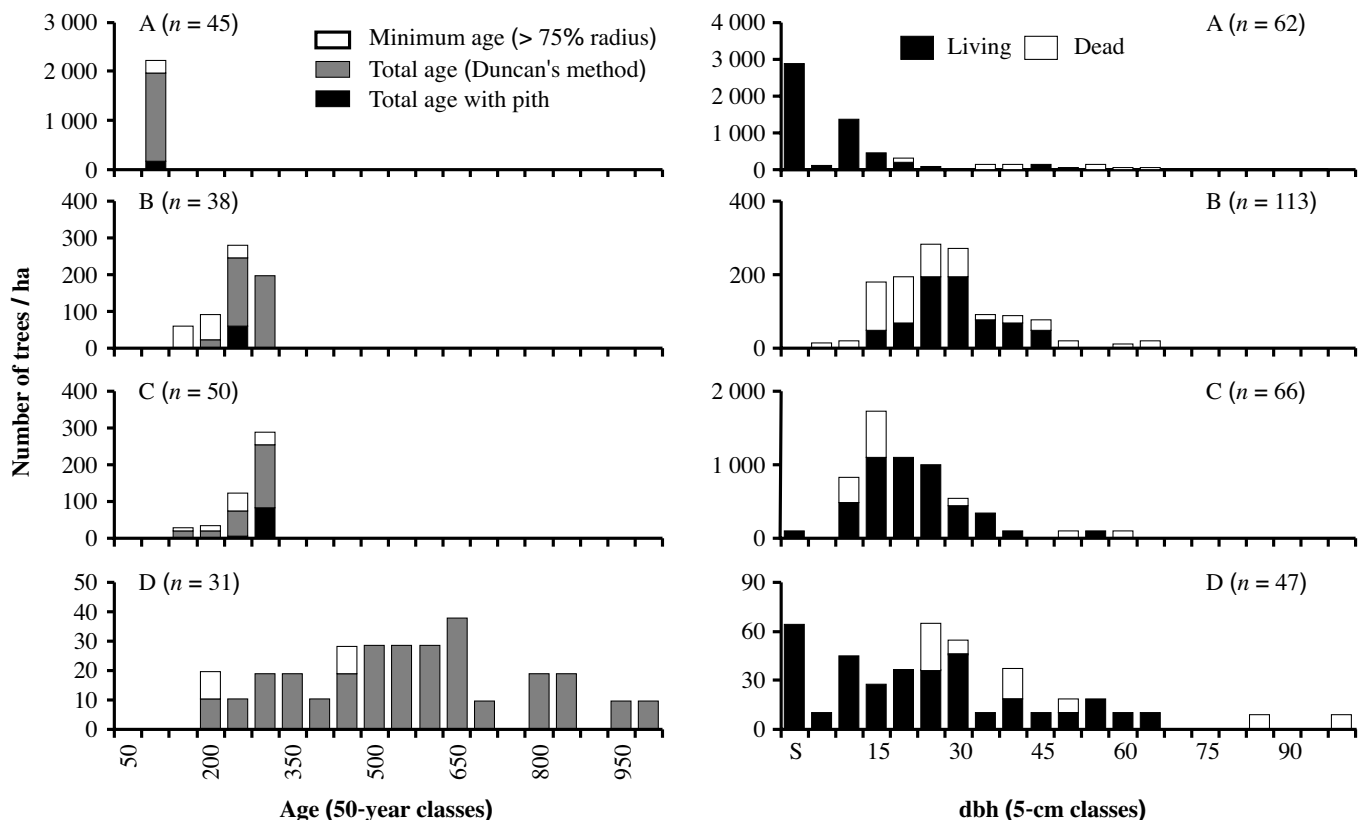 A (n = 45)
3 000
2 000
1 000
0
Minimum age (> 75% radius)
Total age (Duncan's method)
Total age with pith
B (n = 38)
400
300
200
100
0
C (n = 50)
400
300
200
100
0
D (n = 31)
50
40
30
20
10
0
50
200
350
500
650
800
950
Number of trees / ha
Age (50-year classes)
A (n = 62)
4 000
3 000
2 000
1 000
0
Living
Dead
B (n = 113)
400
200
0
C (n = 66)
2 000
1 000
0
D (n = 47)
90
60
30
0
S
15
30
45
60
75
90
dbh (5-cm classes)